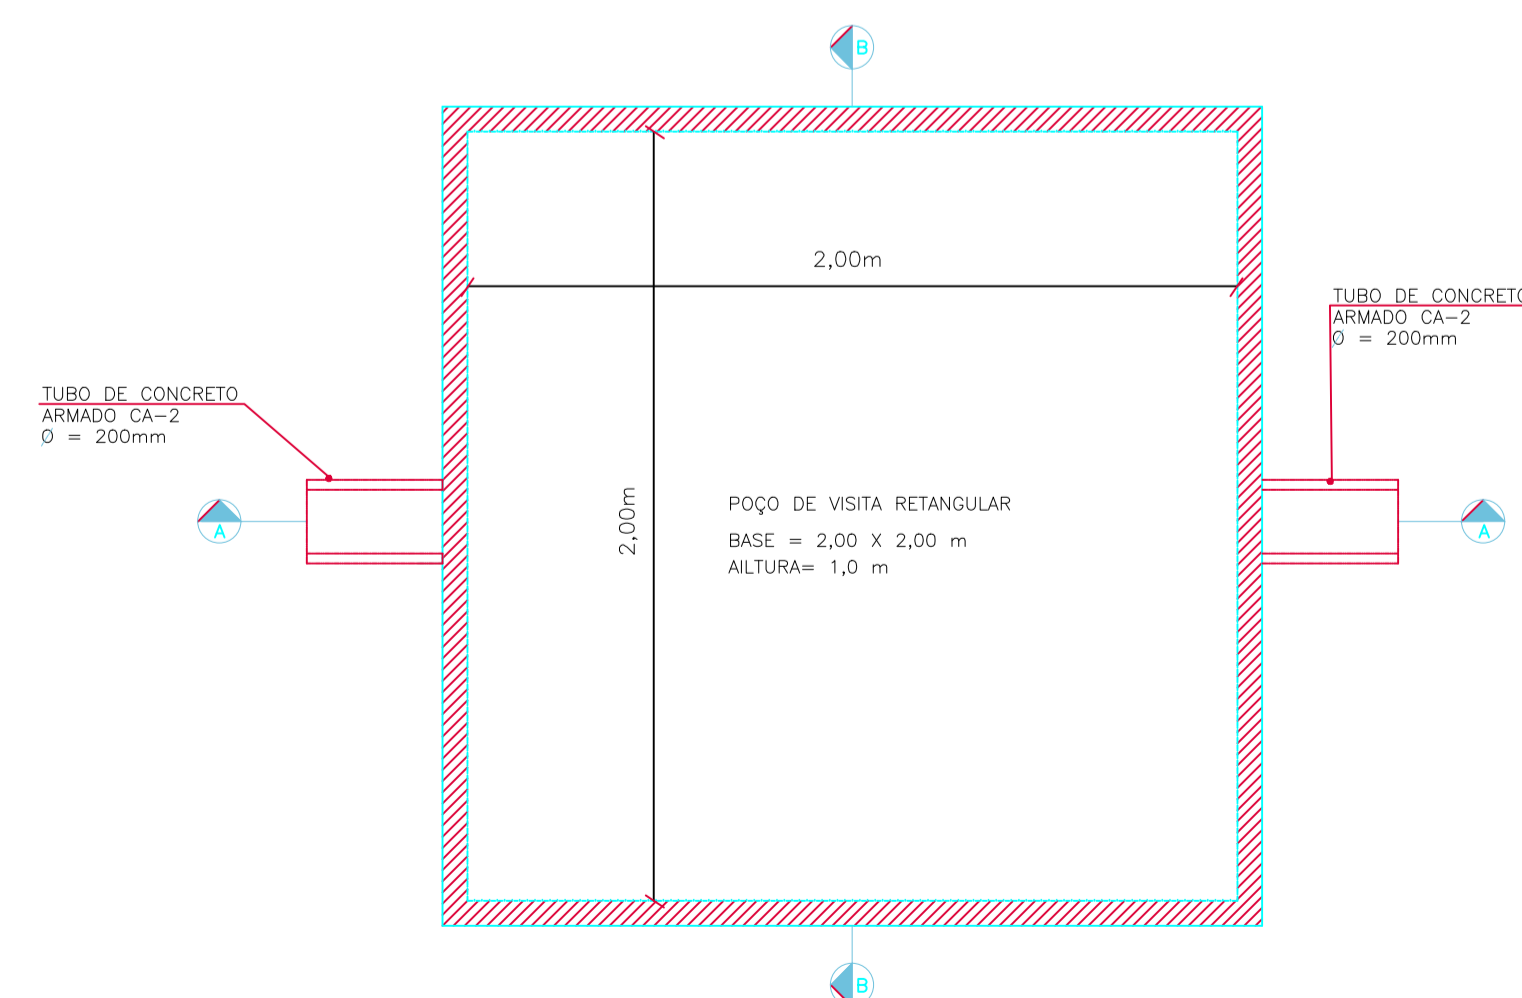 B
2,00m
TUBO DE CONCRETO
ARMADO CA-2
Ø = 200mm
TUBO DE CONCRETO
ARMADO CA-2
Ø = 200mm
2,00m
POÇO DE VISITA RETANGULAR
BASE = 2,00 X 2,00 m
AILTURA= 1,0 m
A
A
B